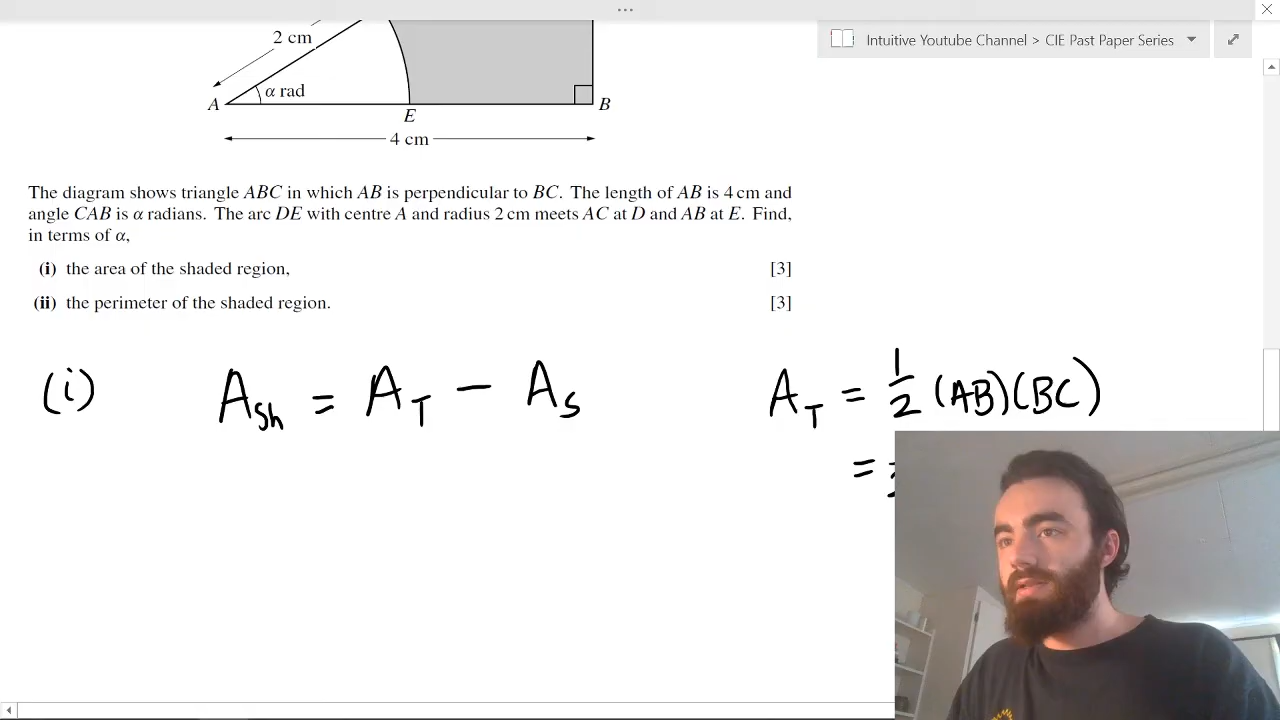 Intuitive Youtube Channel > CIE Past Paper Series
2 cm
A
α rad
E
B
4 cm
The diagram shows triangle ABC in which AB is perpendicular to BC. The length of AB is 4 cm and
angle CAB is α radians. The arc DE with centre A and radius 2 cm meets AC at D and AB at E. Find,
in terms of α,
(i) the area of the shaded region, [3]
(ii) the perimeter of the shaded region. [3]
(i) A_Sh = A_T - A_S
A_T = 1/2 (AB)(BC)
=